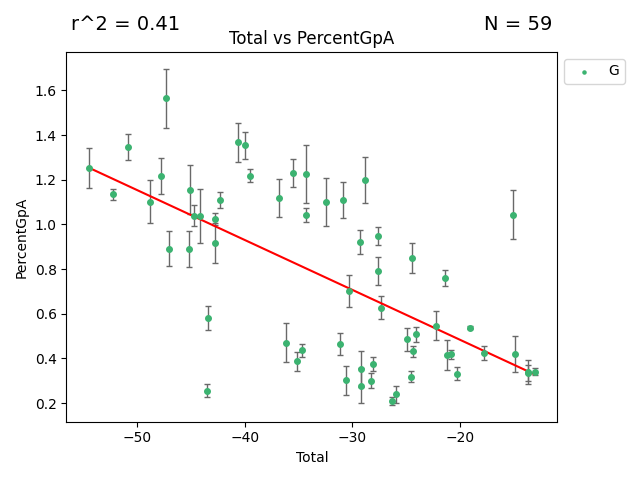 r^2 = 0.41
N = 59
Total vs PercentGpA
G
PercentGpA
1.6
1.4
1.2
1.0
0.8
0.6
0.4
0.2
−50
−40
−30
−20
Total